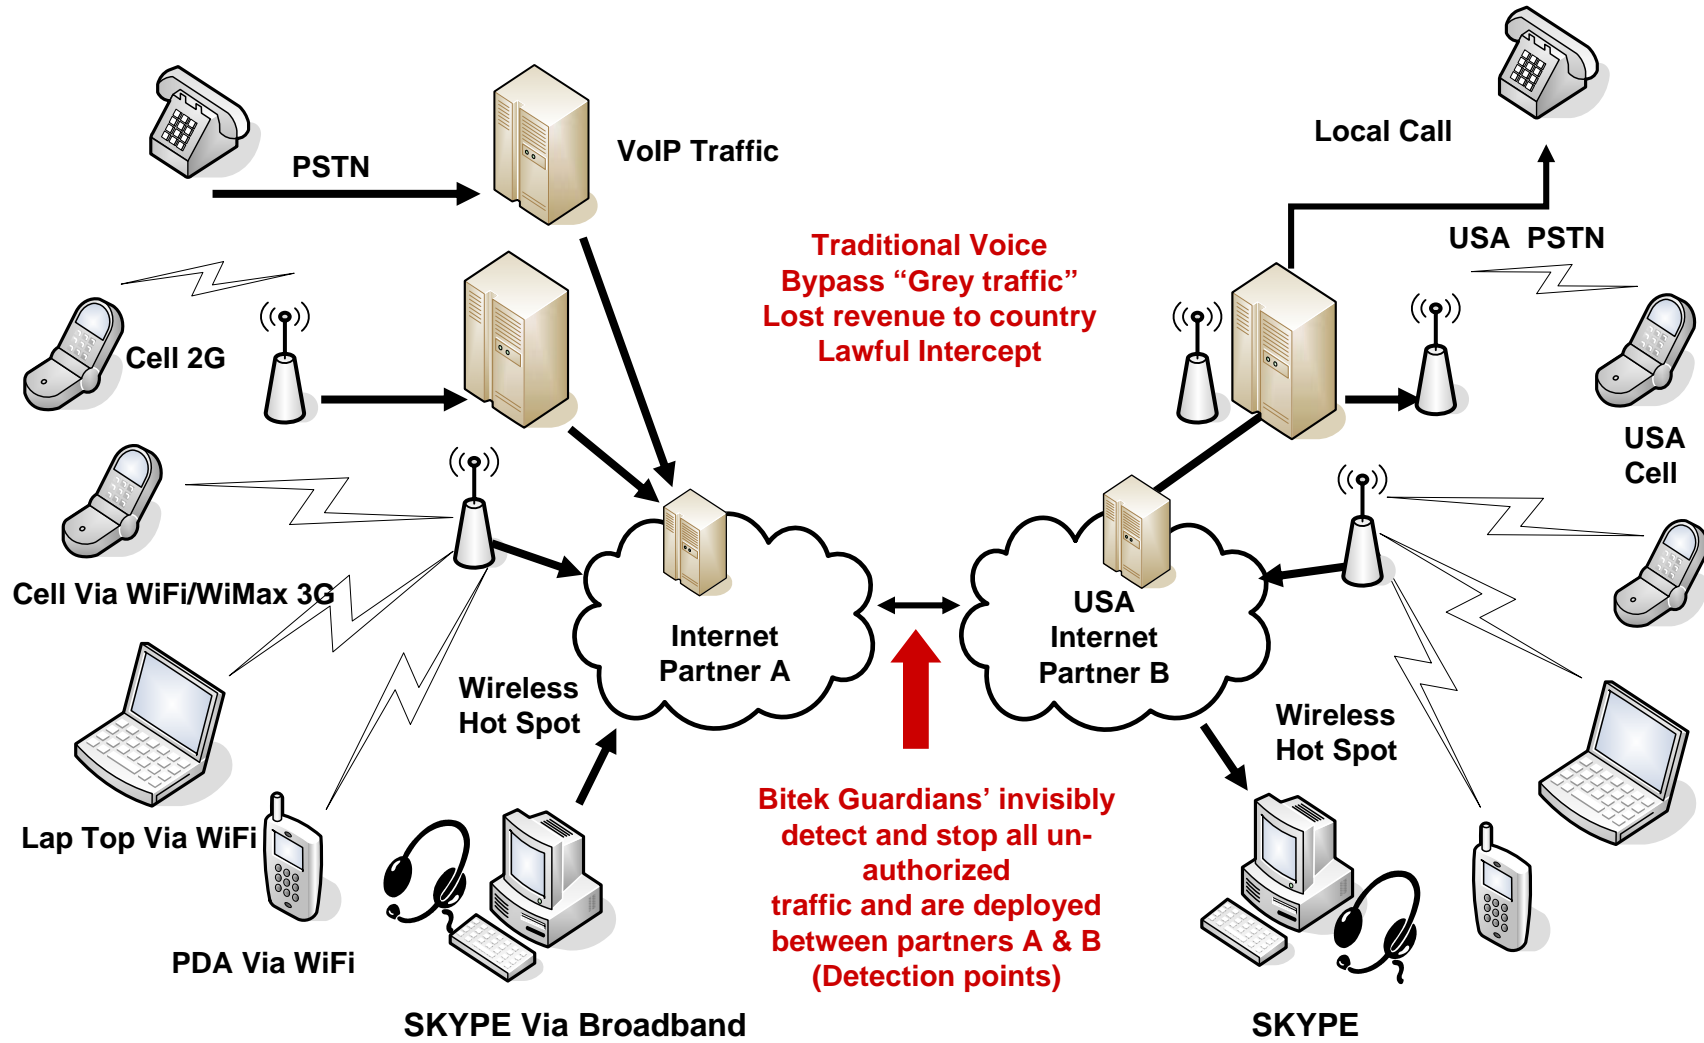 PSTN
VoIP Traffic
Local Call
USA  PSTN
Traditional Voice
Bypass “Grey traffic”
Lost revenue to country
Lawful Intercept
Cell 2G
USA
Cell
Cell Via WiFi/WiMax 3G
Internet
Partner A
USA
Internet
Partner B
Wireless
Hot Spot
Wireless
Hot Spot
Lap Top Via WiFi
Bitek Guardians’ invisibly
detect and stop all un-
authorized
traffic and are deployed
between partners A & B
(Detection points)
PDA Via WiFi
SKYPE Via Broadband
SKYPE